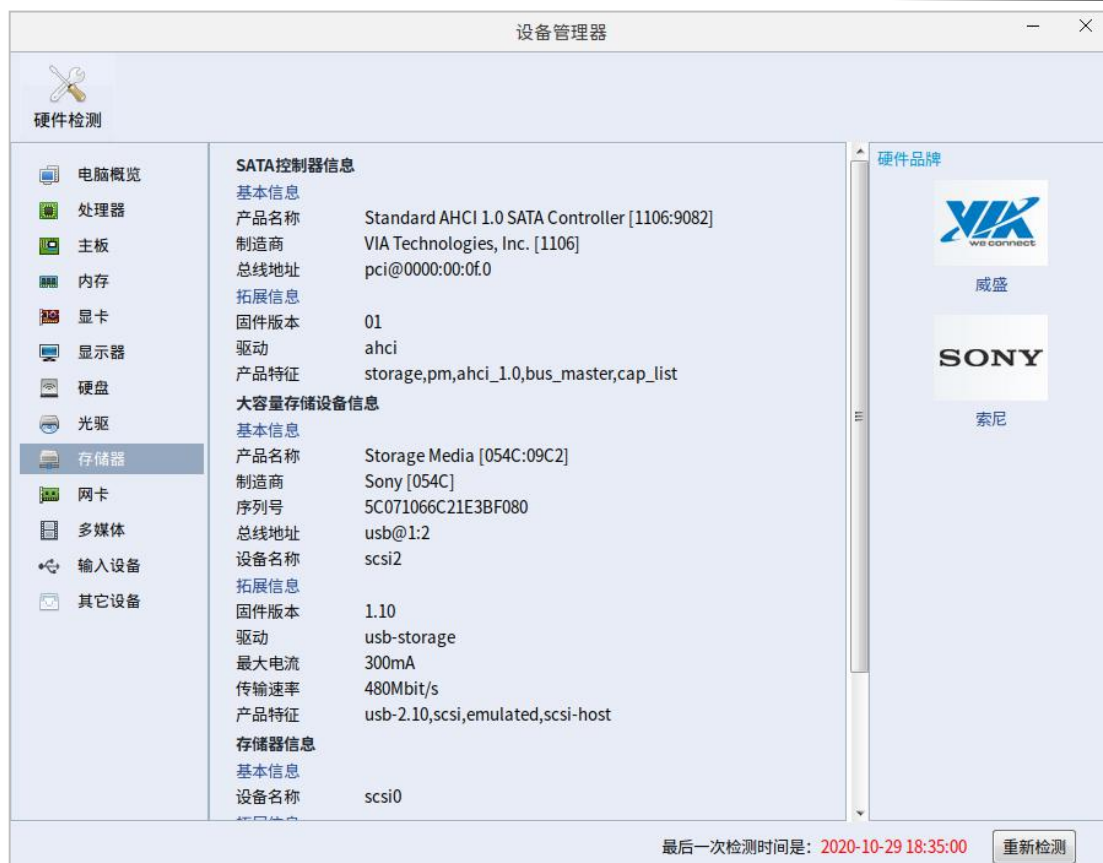 设备管理器
硬件检测
电脑概览
处理器
主板
内存
显卡
显示器
硬盘
光驱
存储器
网卡
多媒体
输入设备
其它设备
SATA控制器信息
基本信息
产品名称 Standard AHCI 1.0 SATA Controller [1106:9082]
制造商 VIA Technologies, Inc. [1106]
总线地址 pci@0000:00:0f.0
拓展信息
固件版本 01
驱动 ahci
产品特征 storage,pm,ahci_1.0,bus_master,cap_list
大容量存储设备信息
基本信息
产品名称 Storage Media [054C:09C2]
制造商 Sony [054C]
序列号 5C071066C21E3BF080
总线地址 usb@1:2
设备名称 scsi2
拓展信息
固件版本 1.10
驱动 usb-storage
最大电流 300mA
传输速率 480Mbit/s
产品特征 usb-2.10,scsi,emulated,scsi-host
存储器信息
基本信息
设备名称 scsi0
硬件品牌
VIA
we connect
威盛
SONY
索尼
最后一次检测时间是：2020-10-29 18:35:00
重新检测